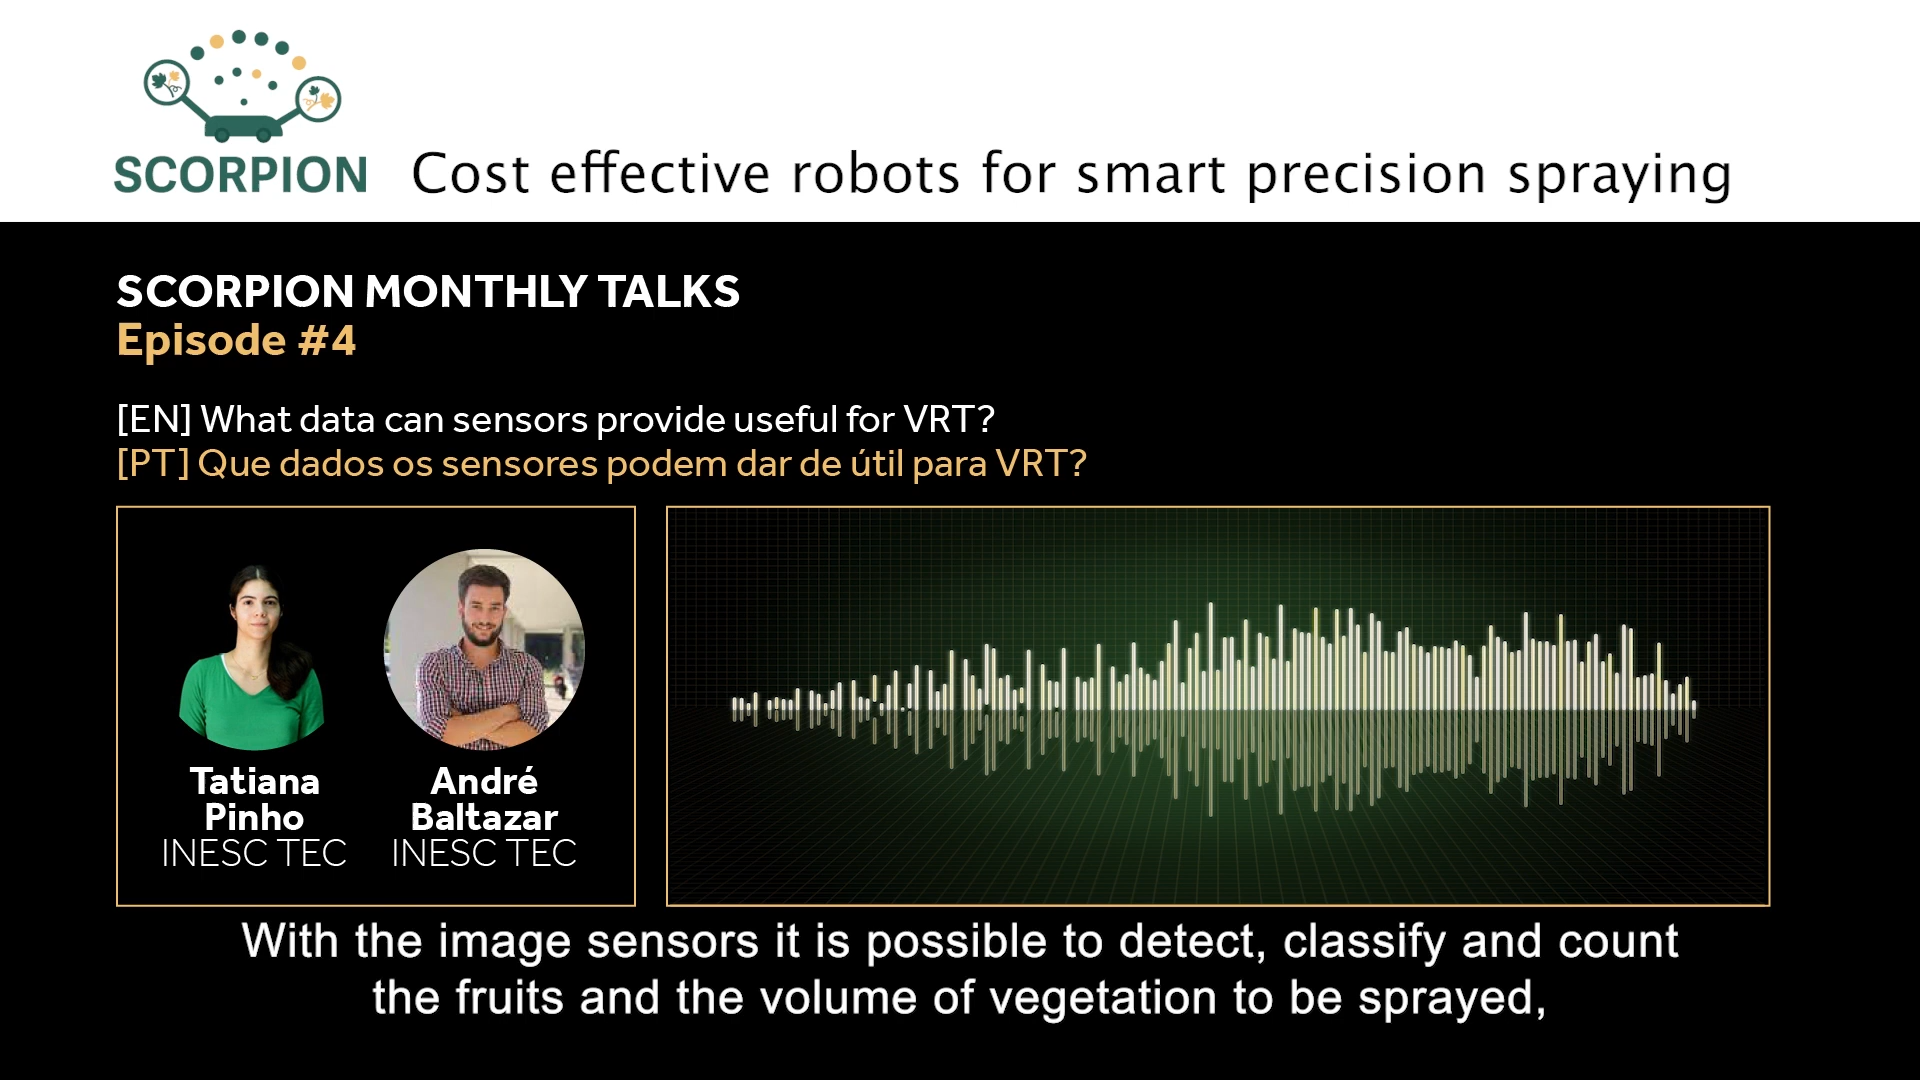 SCORPION
Cost effective robots for smart precision spraying
SCORPION MONTHLY TALKS
Episode #4
[EN] What data can sensors provide useful for VRT?
[PT] Que dados os sensores podem dar de útil para VRT?
Tatiana
Pinho
INESC TEC
André
Baltazar
INESC TEC
With the image sensors it is possible to detect, classify and count
the fruits and the volume of vegetation to be sprayed,